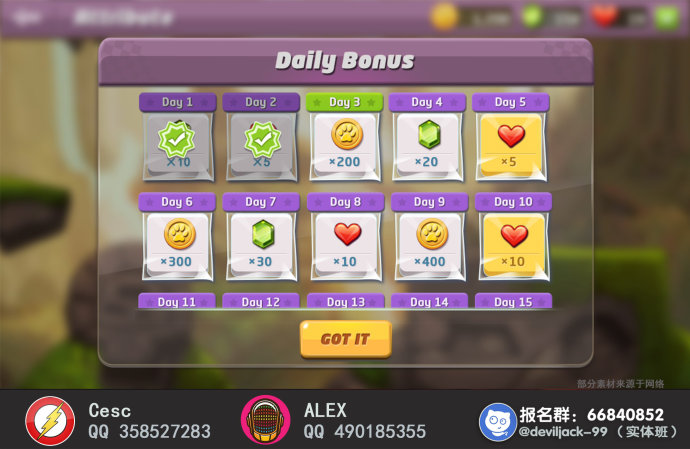 Attribute
Daily Bonus
Day 1
Day 2
Day 3
Day 4
Day 5
×10
×5
×200
×20
×5
Day 6
Day 7
Day 8
Day 9
Day 10
×300
×30
×10
×400
×10
Day 11
Day 12
Day 13
Day 14
Day 15
GOT IT
部分素材来源于网络
Cesc
QQ 358527283
ALEX
QQ 490185355
报名群：66840852
@deviljack-99（实体班）